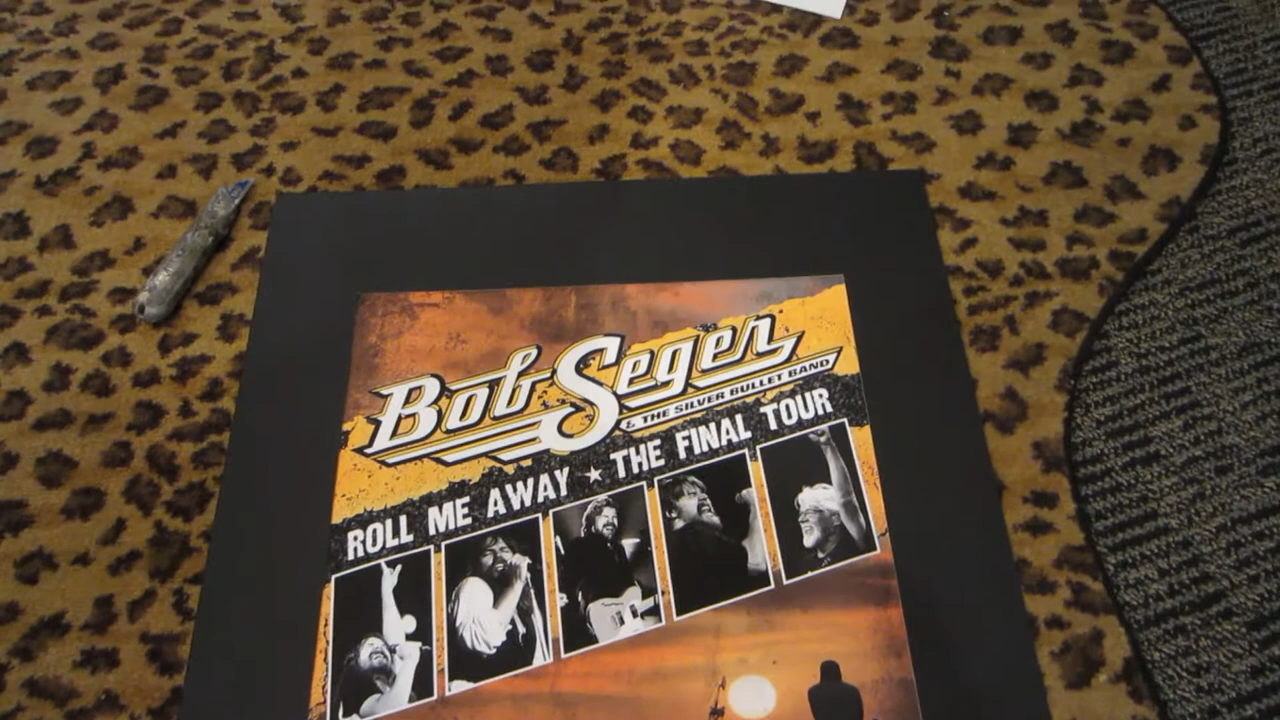 Bob Seger
& THE SILVER BULLET BAND
ROLL ME AWAY ★ THE FINAL TOUR